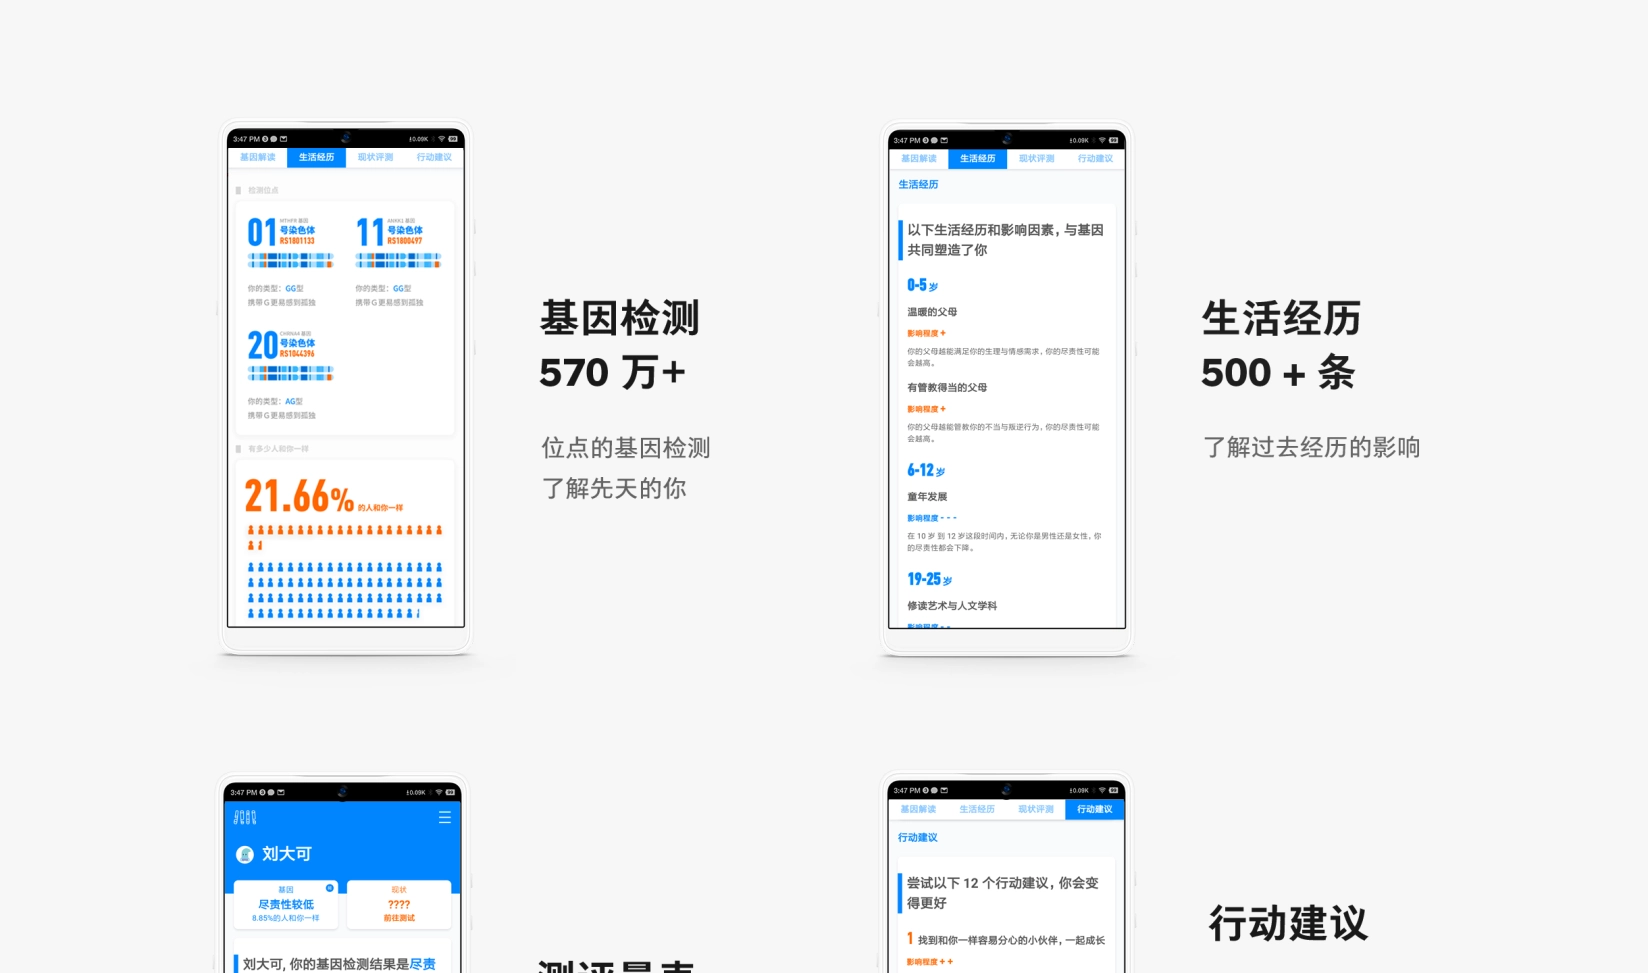 3:47 PM
0.09K
基因解读 生活经历 现状评测 行动建议
检测位点
01
MTHFR 基因
号染色体
RS1801133
你的类型：GG型
携带G更易感到孤独
11
ANKK1 基因
号染色体
RS1800497
你的类型：GG型
携带G更易感到孤独
20
CHRNA4 基因
号染色体
RS1044396
你的类型：AG型
携带G更易感到孤独
有多少人和你一样
21.66% 的人和你一样
基因检测
570 万+
位点的基因检测
了解先天的你
3:47 PM
0.09K
基因解读 生活经历 现状评测 行动建议
生活经历
以下生活经历和影响因素，与基因
共同塑造了你
0-5 岁
温暖的父母
影响程度 +
你的父母越能满足你的生理与情感需求，你的尽责性可能
会越高。
有管教得当的父母
影响程度 +
你的父母越能管教你的不当与叛逆行为，你的尽责性可能
会越高。
6-12 岁
童年发展
影响程度 - - -
在 10 岁 到 12 岁这段时间内，无论你是男性还是女性，你
的尽责性都会下降。
19-25 岁
修读艺术与人文学科
影响程度 - -
生活经历
500 + 条
了解过去经历的影响
3:47 PM
0.09K
刘大可
基因
尽责性较低
8.85%的人和你一样
现状
????
前往测试
刘大可, 你的基因检测结果是尽责
3:47 PM
0.09K
基因解读 生活经历 现状评测 行动建议
行动建议
尝试以下 12 个行动建议，你会变
得更好
1 找到和你一样容易分心的小伙伴，一起成长
影响程度 + +
行动建议